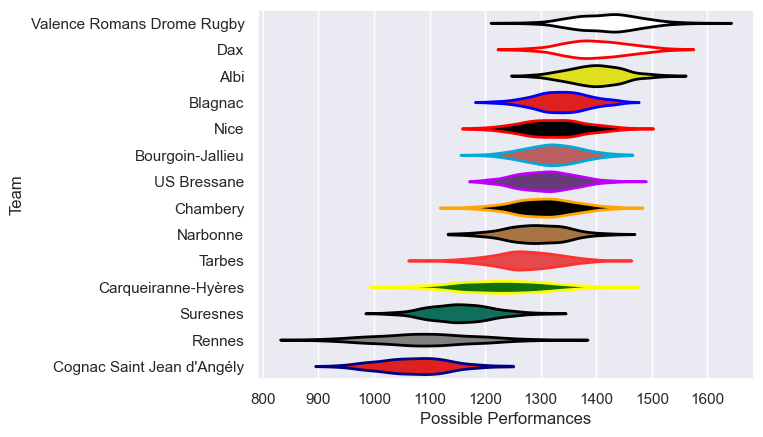 Valence Romans Drome Rugby
Dax
Albi
Blagnac
Nice
Bourgoin-Jallieu
US Bressane
Chambery
Narbonne
Tarbes
Carqueiranne-Hyères
Suresnes
Rennes
Cognac Saint Jean d'Angély
Team
800 900 1000 1100 1200 1300 1400 1500 1600
Possible Performances